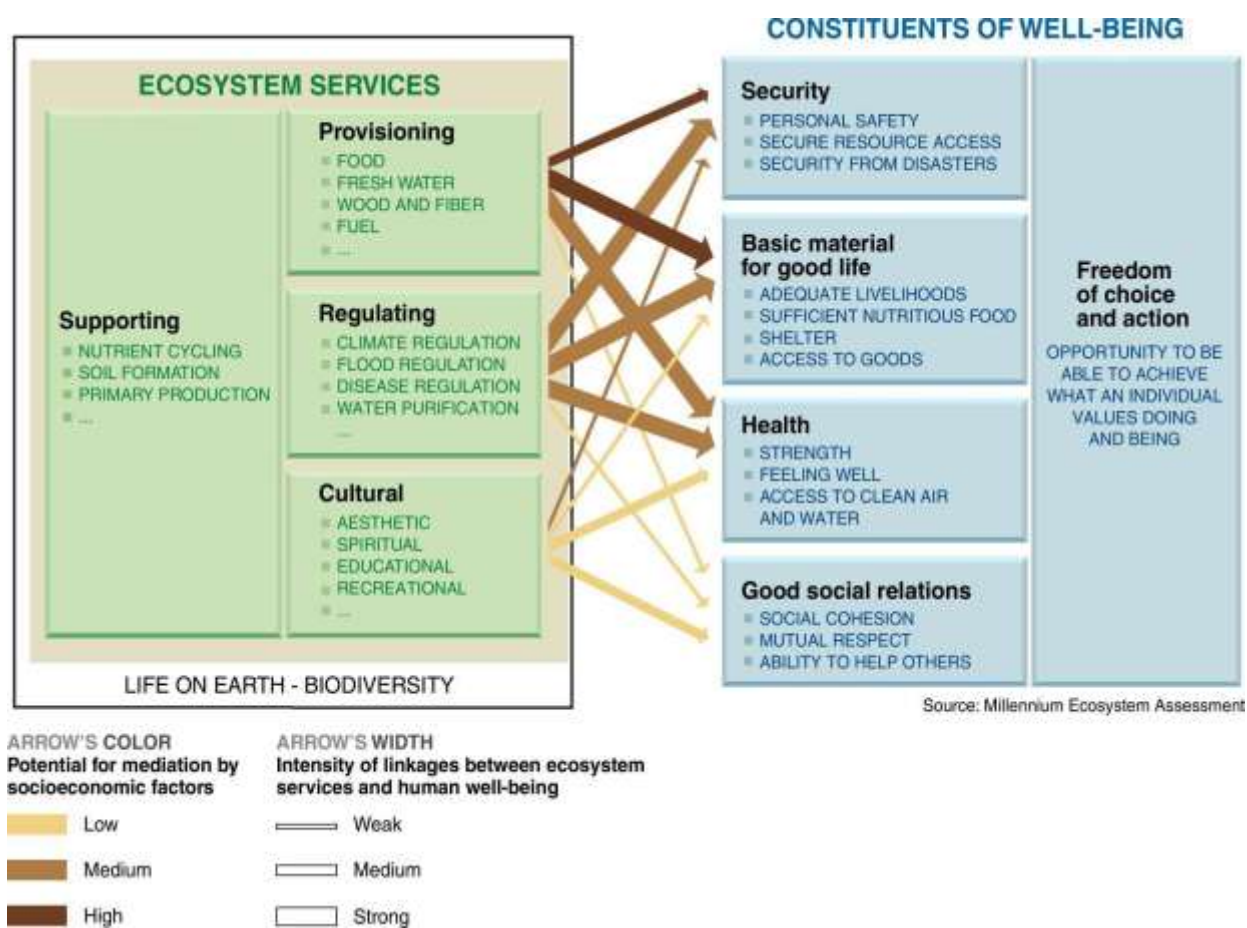 CONSTITUENTS OF WELL-BEING
ECOSYSTEM SERVICES
Supporting
NUTRIENT CYCLING
SOIL FORMATION
PRIMARY PRODUCTION
...
Provisioning
FOOD
FRESH WATER
WOOD AND FIBER
FUEL
...
Regulating
CLIMATE REGULATION
FLOOD REGULATION
DISEASE REGULATION
WATER PURIFICATION
...
Cultural
AESTHETIC
SPIRITUAL
EDUCATIONAL
RECREATIONAL
...
LIFE ON EARTH - BIODIVERSITY
Security
PERSONAL SAFETY
SECURE RESOURCE ACCESS
SECURITY FROM DISASTERS
Basic material
for good life
ADEQUATE LIVELIHOODS
SUFFICIENT NUTRITIOUS FOOD
SHELTER
ACCESS TO GOODS
Health
STRENGTH
FEELING WELL
ACCESS TO CLEAN AIR
AND WATER
Good social relations
SOCIAL COHESION
MUTUAL RESPECT
ABILITY TO HELP OTHERS
Freedom
of choice
and action
OPPORTUNITY TO BE
ABLE TO ACHIEVE
WHAT AN INDIVIDUAL
VALUES DOING
AND BEING
Source: Millennium Ecosystem Assessment
ARROW'S COLOR
Potential for mediation by
socioeconomic factors
Low
Medium
High
ARROW'S WIDTH
Intensity of linkages between ecosystem
services and human well-being
Weak
Medium
Strong